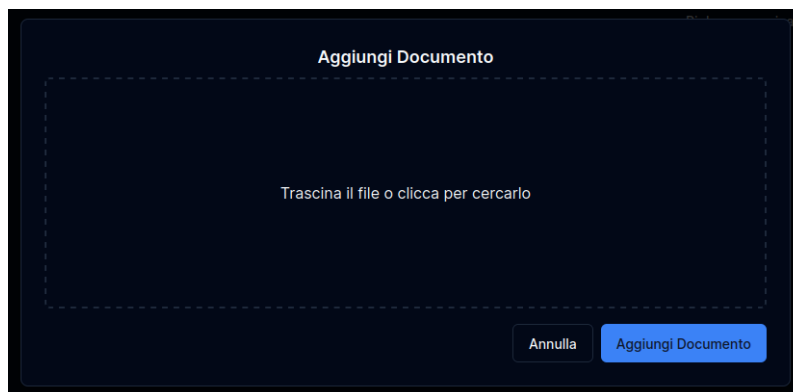 Aggiungi Documento
Trascina il file o clicca per cercarlo
Annulla
Aggiungi Documento